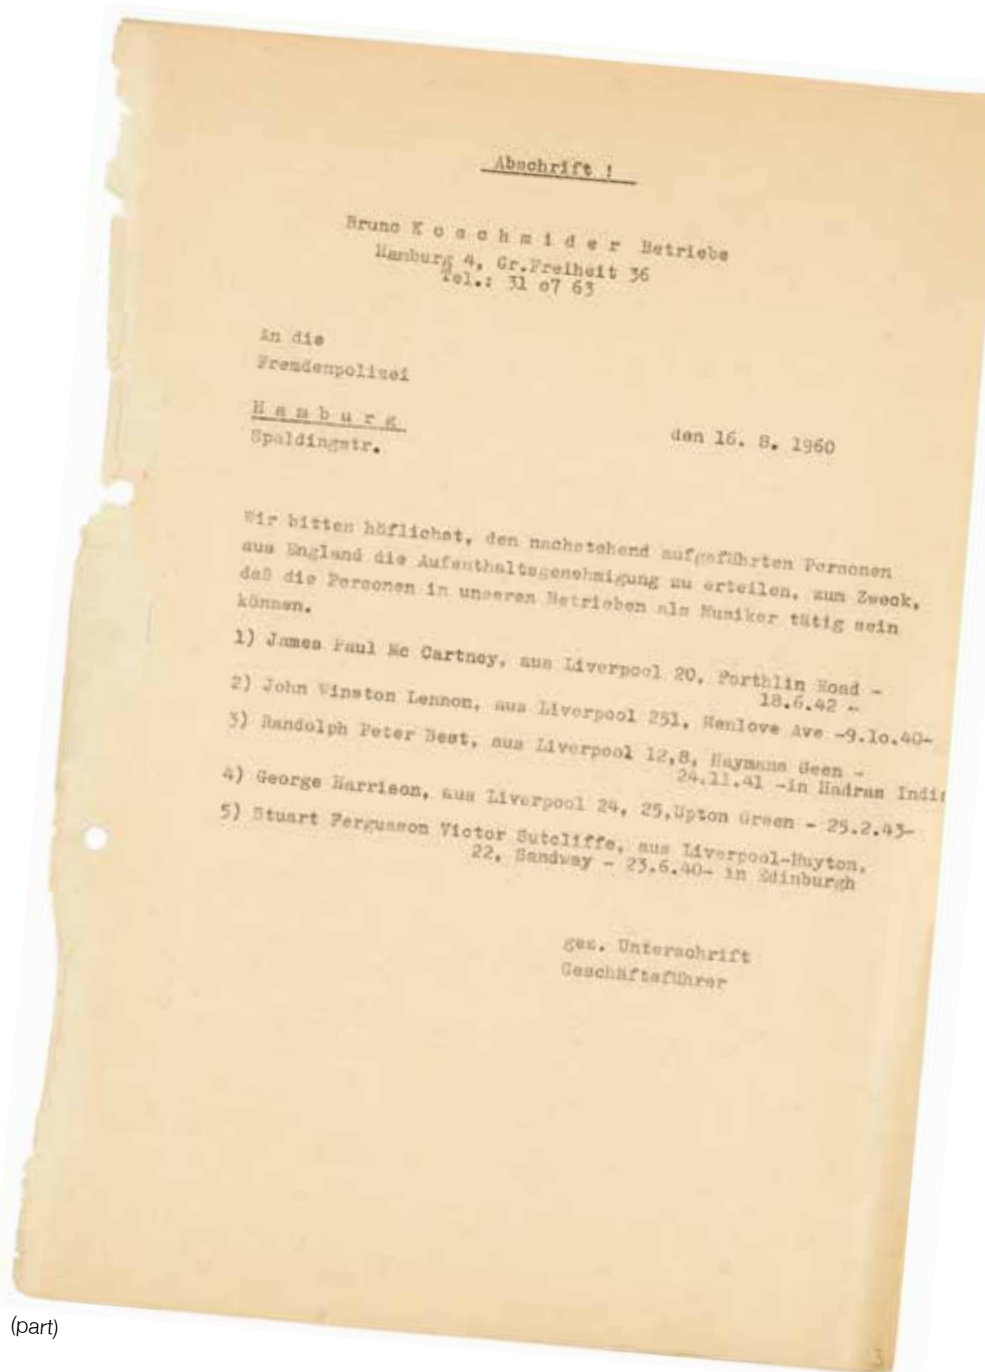 Abschrift !
Bruno K o s c h m i d e r Betriebe
Hamburg 4, Gr.Freiheit 36
Tel.: 31 o7 63
An die
Fremdenpolizei
H a m b u r g
Spaldingstr.
den 16. 8. 1960
Wir bitten höflichst, den nachstehend aufgeführten Personen
aus England die Aufenthaltsgenehmigung zu erteilen, zum Zweck,
daß die Personen in unseren Betrieben als Musiker tätig sein
können.
1) James Paul Mc Cartney, aus Liverpool 20, Forthlin Road -
18.6.42 -
2) John Winston Lennon, aus Liverpool 251, Menlove Ave -9.1o.40-
3) Randolph Peter Best, aus Liverpool 12,8, Haymans Geen -
24.11.41 -in Madras Indi
4) George Harrison, aus Liverpool 24, 25,Upton Green - 25.2.43-
5) Stuart Fergusson Victor Sutcliffe, aus Liverpool-Huyton,
22, Sandway - 23.6.40- in Edinburgh
gez. Unterschrift
Geschäftsführer
3
(part)